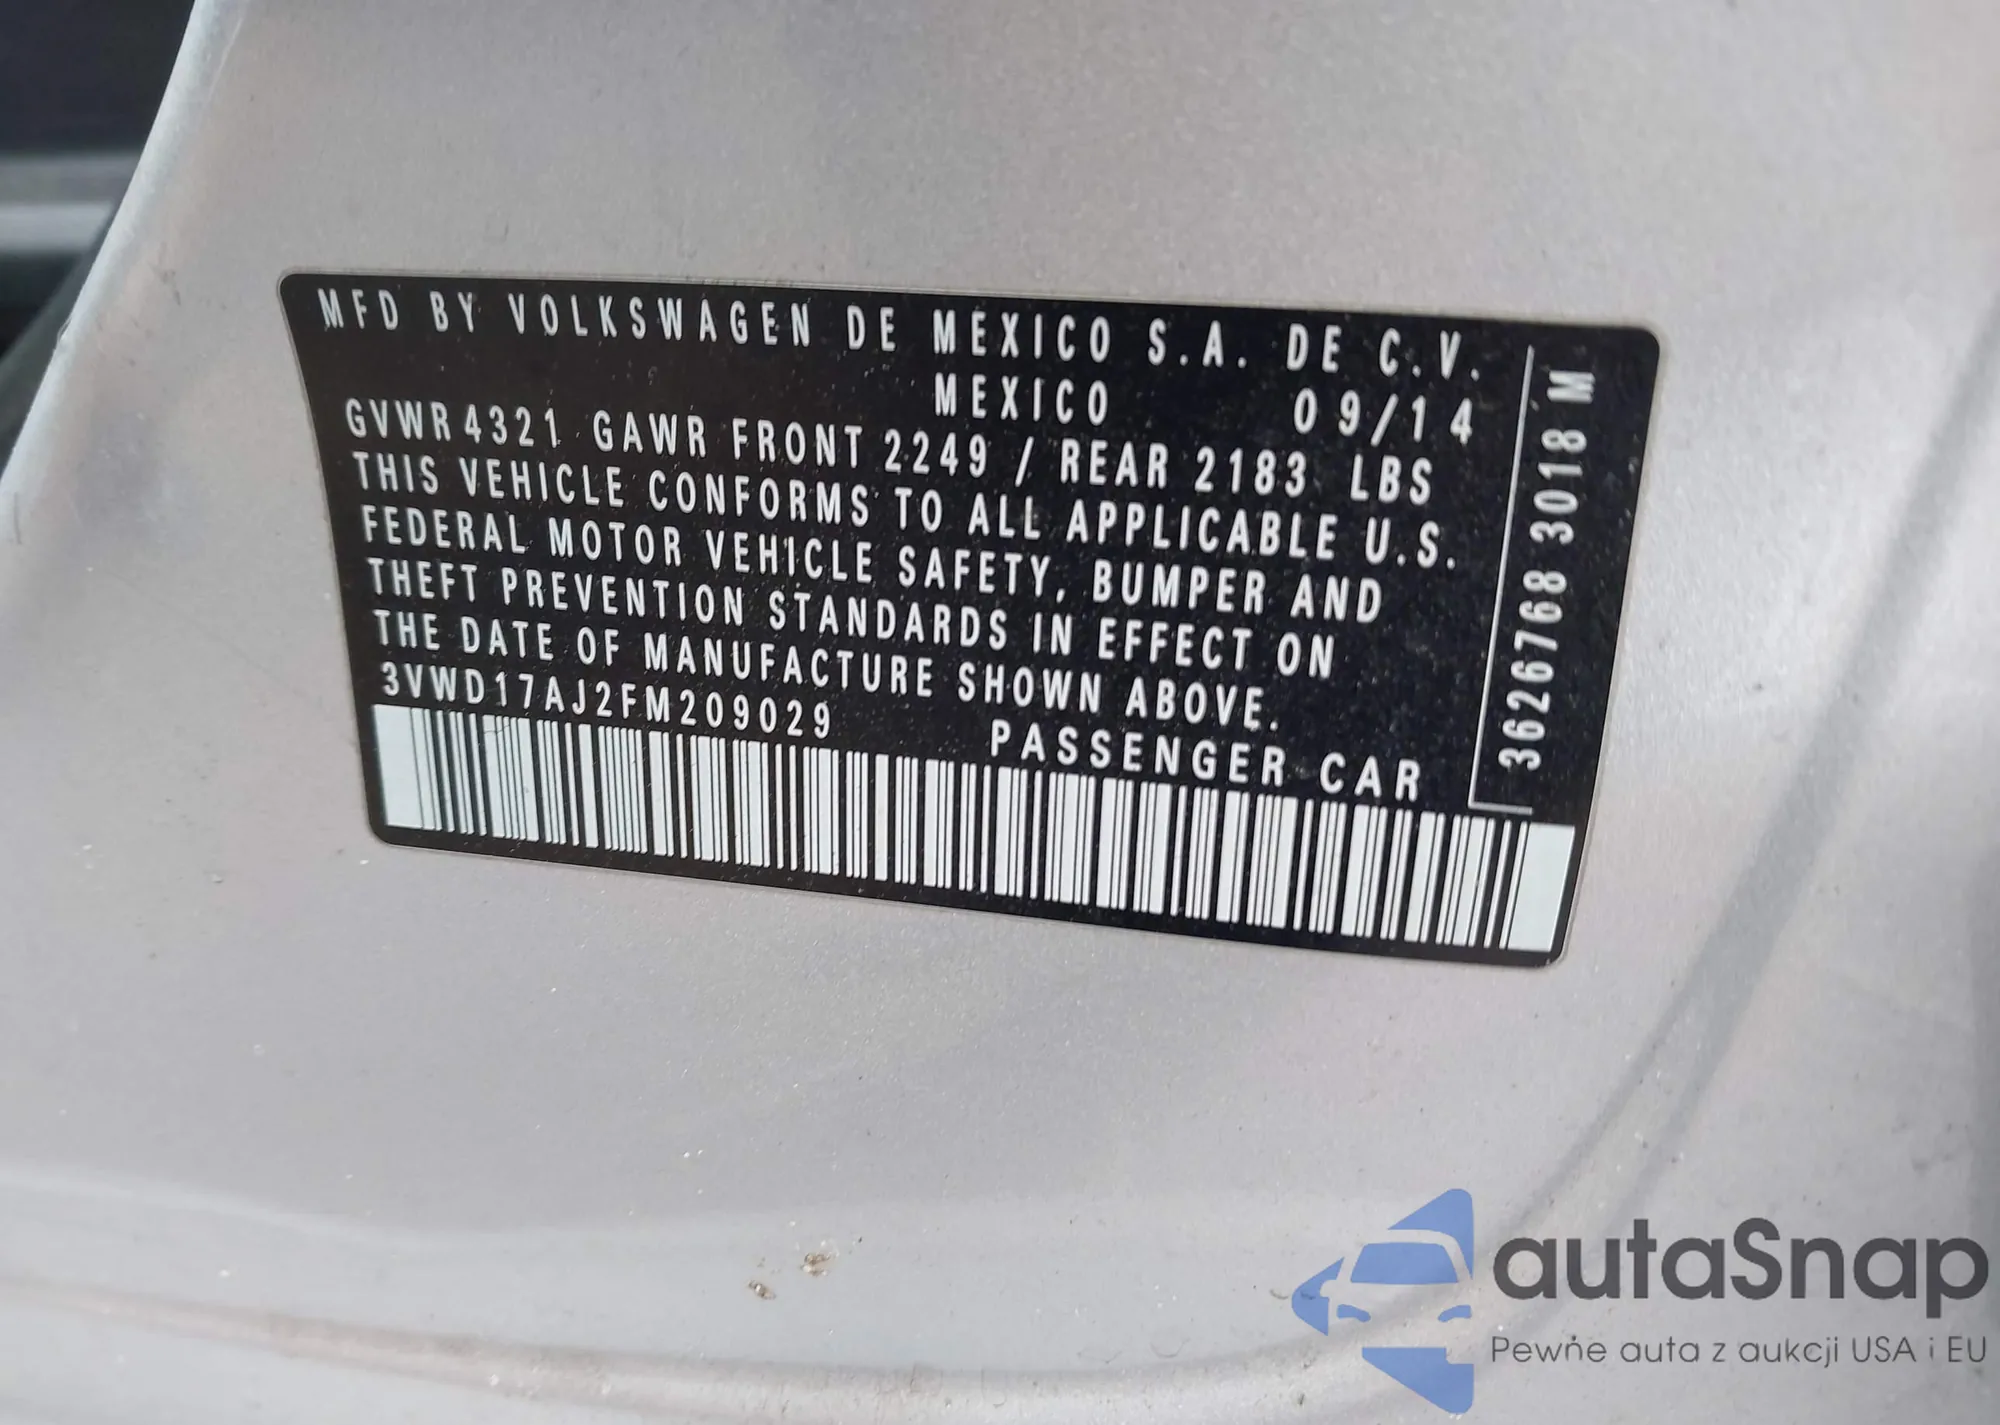 MFD BY VOLKSWAGEN DE MEXICO S.A. DE C.V.
MEXICO 09/14
GVWR 4321 GAWR FRONT 2249 / REAR 2183 LBS
THIS VEHICLE CONFORMS TO ALL APPLICABLE U.S.
FEDERAL MOTOR VEHICLE SAFETY, BUMPER AND
THEFT PREVENTION STANDARDS IN EFFECT ON
THE DATE OF MANUFACTURE SHOWN ABOVE.
3VWD17AJ2FM209029
PASSENGER CAR
3626768 3018 M
autaSnap
Pewne auta z aukcji USA i EU